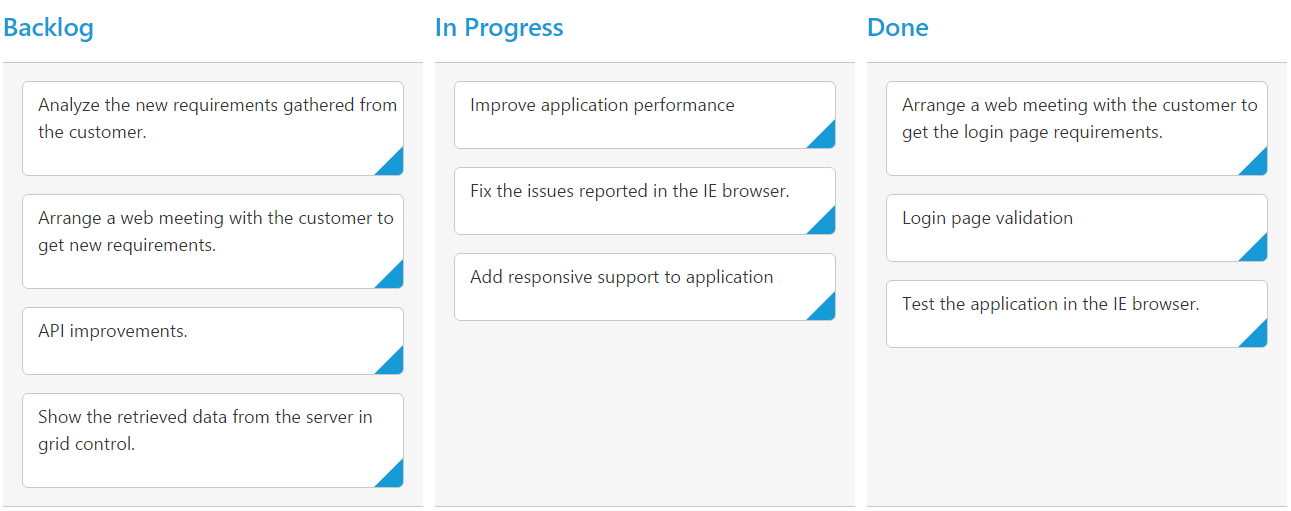 Backlog
Analyze the new requirements gathered from
the customer.
Arrange a web meeting with the customer to
get new requirements.
API improvements.
Show the retrieved data from the server in
grid control.
In Progress
Improve application performance
Fix the issues reported in the IE browser.
Add responsive support to application
Done
Arrange a web meeting with the customer to
get the login page requirements.
Login page validation
Test the application in the IE browser.